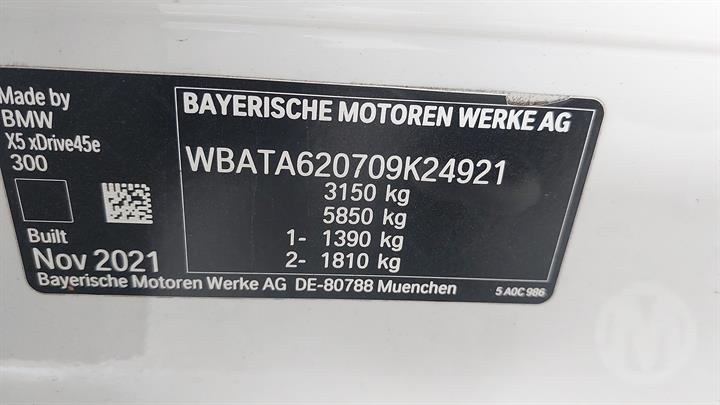 Made by
BMW
X5 xDrive45e
300
Built
Nov 2021
BAYERISCHE MOTOREN WERKE AG
WBATA620709K24921
3150 kg
5850 kg
1- 1390 kg
2- 1810 kg
Bayerische Motoren Werke AG DE-80788 Muenchen
5 A0C 986
M